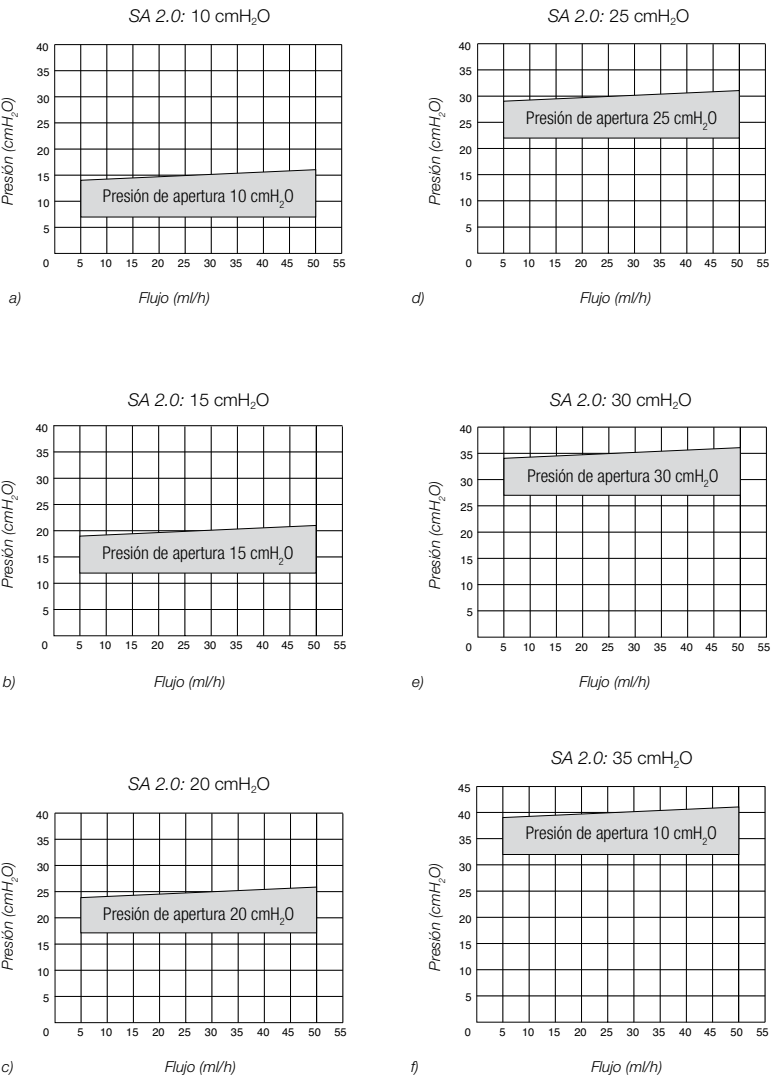 SA 2.0: 10 cmH₂O
40
35
30
25
20
15
10
5
0 5 10 15 20 25 30 35 40 45 50 55
Presión (cmH₂O)
Presión de apertura 10 cmH₂O
a) Flujo (ml/h)
SA 2.0: 15 cmH₂O
40
35
30
25
20
15
10
5
0 5 10 15 20 25 30 35 40 45 50 55
Presión (cmH₂O)
Presión de apertura 15 cmH₂O
b) Flujo (ml/h)
SA 2.0: 20 cmH₂O
40
35
30
25
20
15
10
5
0 5 10 15 20 25 30 35 40 45 50 55
Presión (cmH₂O)
Presión de apertura 20 cmH₂O
c) Flujo (ml/h)
SA 2.0: 25 cmH₂O
40
35
30
25
20
15
10
5
0 5 10 15 20 25 30 35 40 45 50 55
Presión (cmH₂O)
Presión de apertura 25 cmH₂O
d) Flujo (ml/h)
SA 2.0: 30 cmH₂O
40
35
30
25
20
15
10
5
0 5 10 15 20 25 30 35 40 45 50 55
Presión (cmH₂O)
Presión de apertura 30 cmH₂O
e) Flujo (ml/h)
SA 2.0: 35 cmH₂O
45
40
35
30
25
20
15
10
5
0 5 10 15 20 25 30 35 40 45 50 55
Presión (cmH₂O)
Presión de apertura 10 cmH₂O
f) Flujo (ml/h)